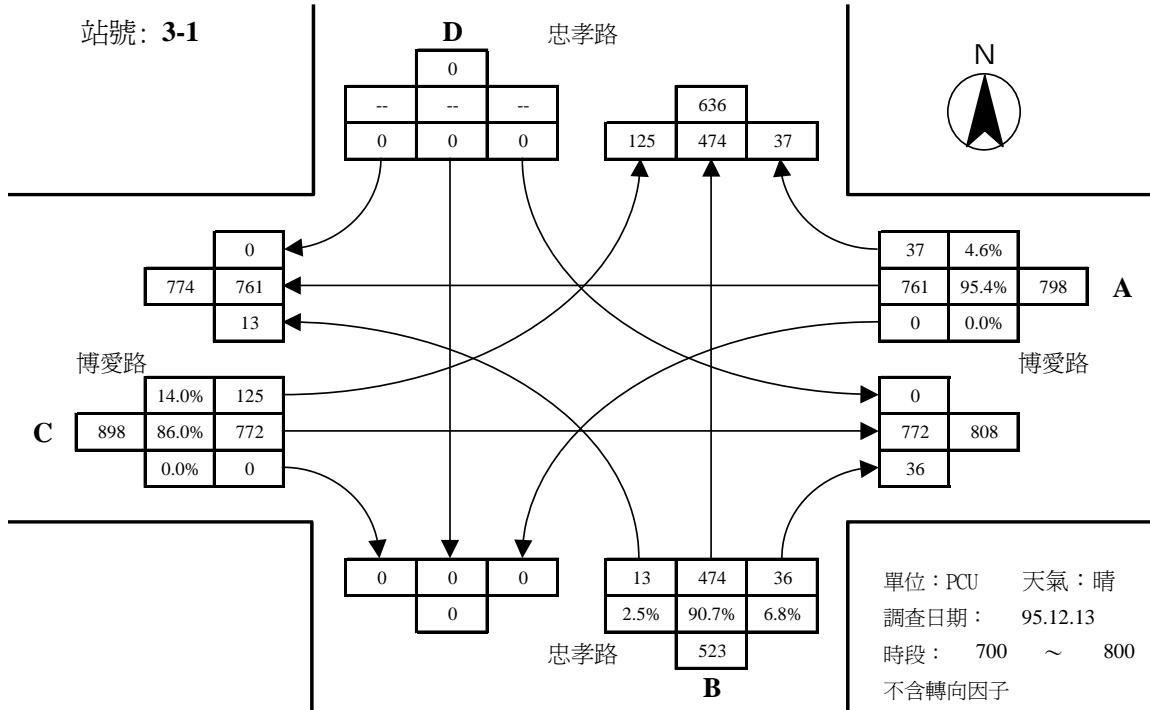 站號: 3-1
D 忠孝路
N
0
-- -- --
636
0 0 0
125 474 37
0
37 4.6%
774 761
761 95.4% 798 A
13
0 0.0%
博愛路
博愛路
14.0% 125
0
C 898 86.0% 772
772 808
0.0% 0
36
0 0 0
13 474 36
0
2.5% 90.7% 6.8%
忠孝路
523
B
單位：PCU 天氣：晴
調查日期： 95.12.13
時段： 700 ～ 800
不含轉向因子